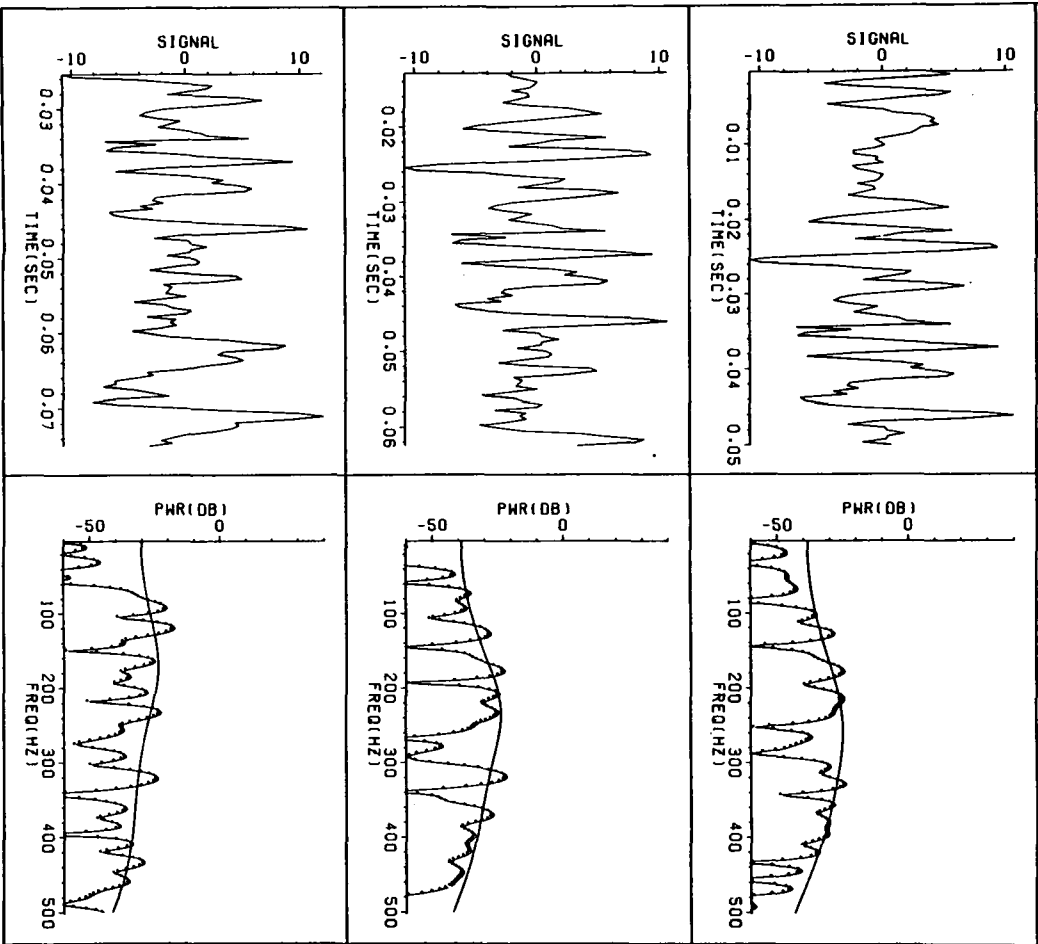 SIGNAL
-10 0 10
0.03
0.04
0.05
0.06
0.07
TIME(SEC)
SIGNAL
-10 0 10
0.02
0.03
0.04
0.05
0.06
TIME(SEC)
SIGNAL
-10 0 10
0.01
0.02
0.03
0.04
0.05
TIME(SEC)
PWR(DB)
-50 0
100
200
300
400
500
FREQ(HZ)
PWR(DB)
-50 0
100
200
300
400
500
FREQ(HZ)
PWR(DB)
-50 0
100
200
300
400
500
FREQ(HZ)